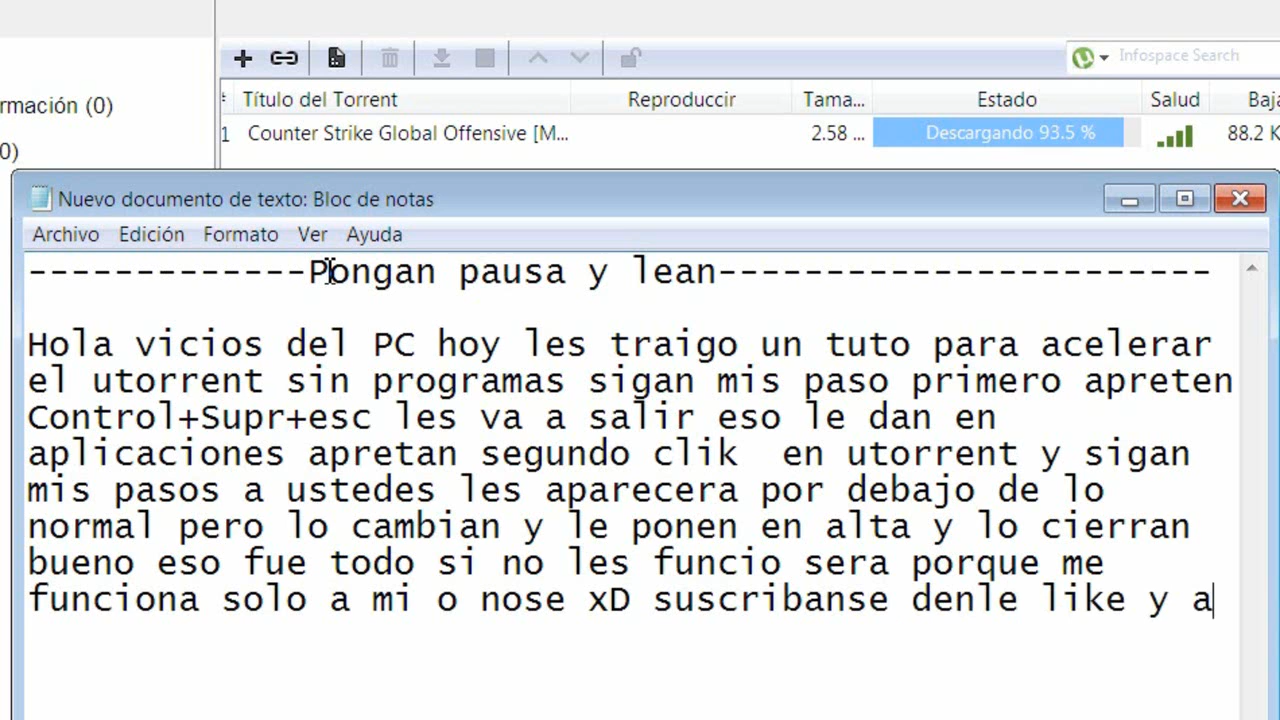 Infospace Search
rmación (0)
Título del Torrent Reproduccir Tama... Estado Salud Baja
1 Counter Strike Global Offensive [M... 2.58 ... Descargando 93.5 % 88.2 K
0)
Nuevo documento de texto: Bloc de notas
Archivo Edición Formato Ver Ayuda
-------------Pongan pausa y lean-----------------------
Hola vicios del PC hoy les traigo un tuto para acelerar
el utorrent sin programas sigan mis paso primero apreten
Control+Supr+esc les va a salir eso le dan en
aplicaciones apretan segundo clik  en utorrent y sigan
mis pasos a ustedes les aparecera por debajo de lo
normal pero lo cambian y le ponen en alta y lo cierran
bueno eso fue todo si no les funcio sera porque me
funciona solo a mi o nose xD suscribanse denle like y a